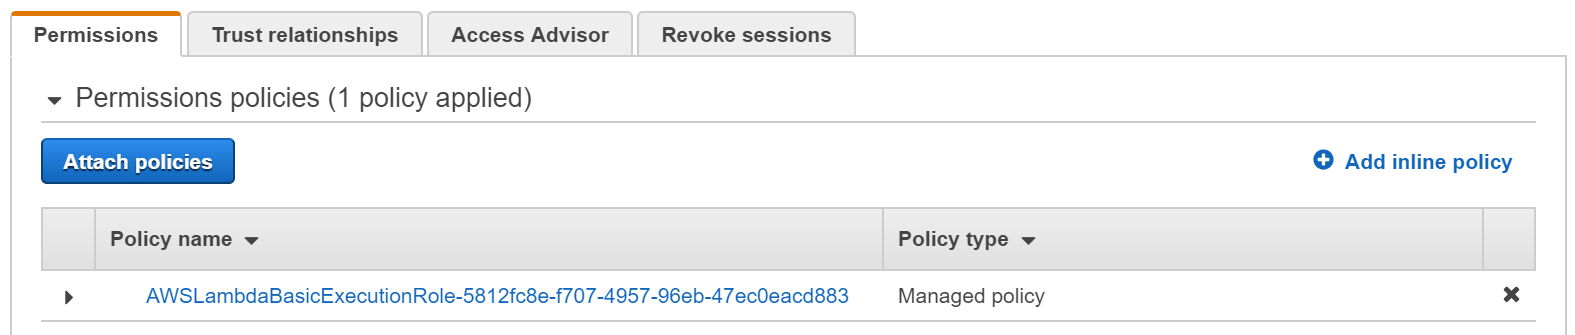 Permissions Trust relationships Access Advisor Revoke sessions
Permissions policies (1 policy applied)
Attach policies Add inline policy
Policy name Policy type
AWSLambdaBasicExecutionRole-5812fc8e-f707-4957-96eb-47ec0eacd883 Managed policy